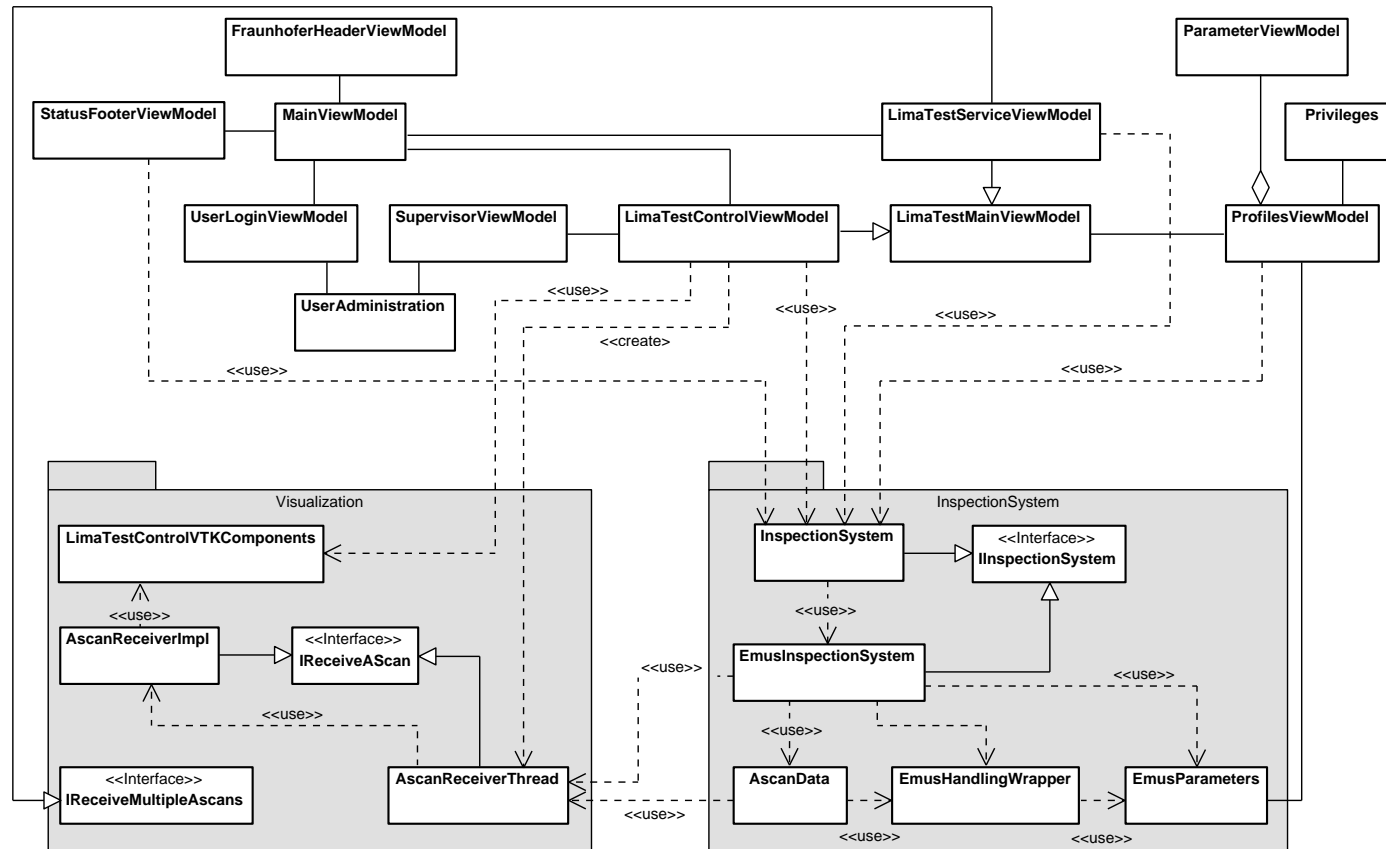 FraunhoferHeaderViewModel
ParameterViewModel
StatusFooterViewModel
MainViewModel
LimaTestServiceViewModel
Privileges
UserLoginViewModel
SupervisorViewModel
LimaTestControlViewModel
LimaTestMainViewModel
ProfilesViewModel
UserAdministration
<<use>>
<<use>>
<<use>>
<<create>
<<use>>
<<use>>
Visualization
InspectionSystem
LimaTestControlVTKComponents
InspectionSystem
<<Interface>>
IInspectionSystem
<<use>>
<<use>>
AscanReceiverImpl
<<Interface>>
IReceiveAScan
EmusInspectionSystem
<<use>>
<<use>>
<<use>>
<<use>>
<<Interface>>
IReceiveMultipleAscans
AscanReceiverThread
AscanData
EmusHandlingWrapper
EmusParameters
<<use>>
<<use>>
<<use>>